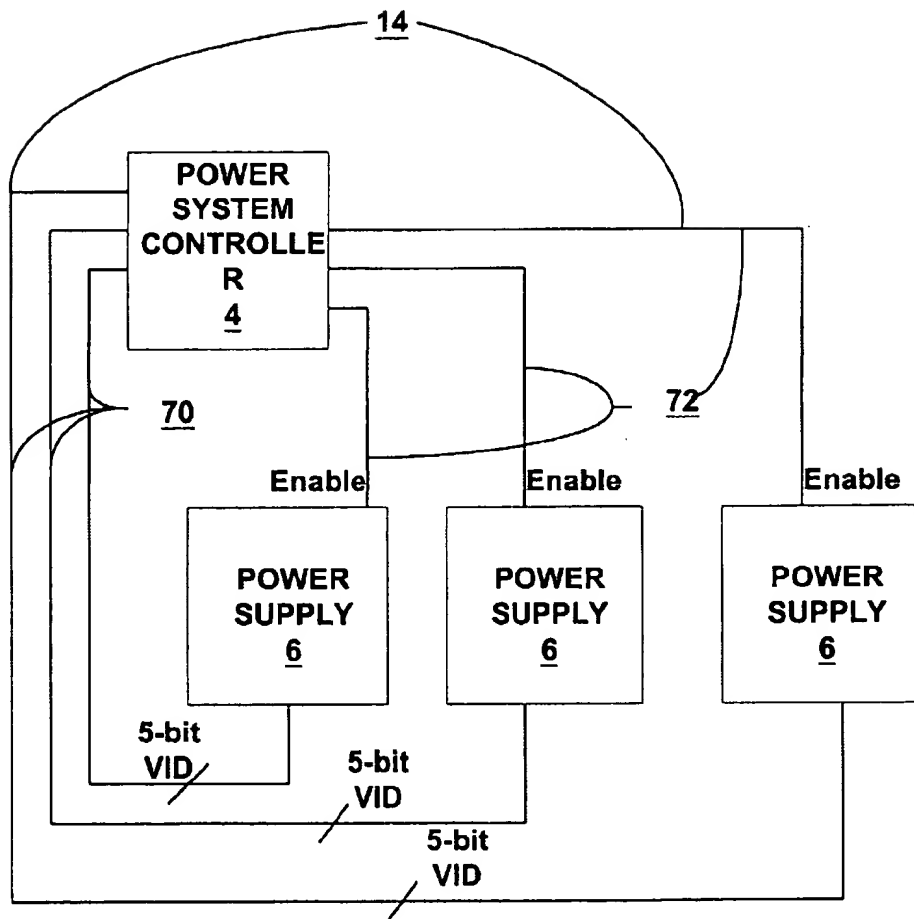 14
POWER
SYSTEM
CONTROLLE
R
4
70
72
Enable
Enable
Enable
POWER
SUPPLY
6
POWER
SUPPLY
6
POWER
SUPPLY
6
5-bit
VID
5-bit
VID
5-bit
VID